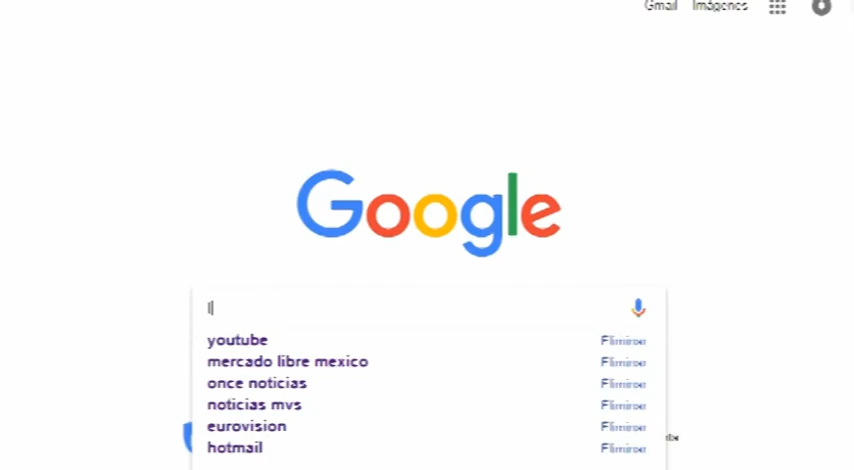 Gmail Imágenes
Google
youtube Eliminar
mercado libre mexico Eliminar
once noticias Eliminar
noticias mvs Eliminar
eurovision Eliminar
hotmail Eliminar